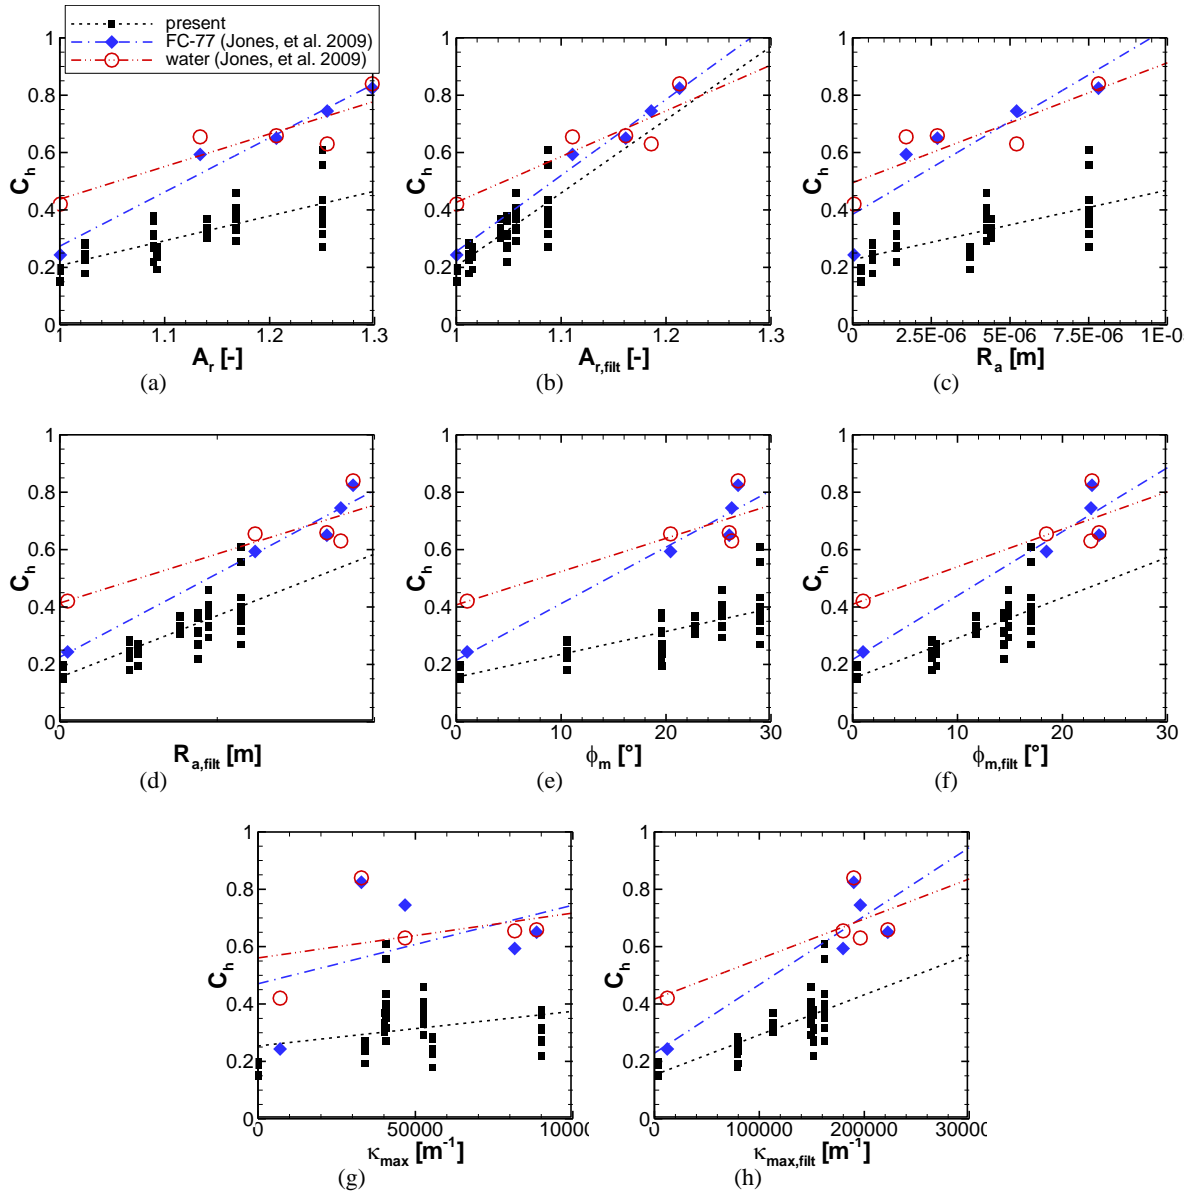 present
FC-77 (Jones, et al. 2009)
water (Jones, et al. 2009)
1
0.8
0.6
0.4
0.2
0
C_h
1 1.1 1.2 1.3
A_r [-]
(a)
1
0.8
0.6
0.4
0.2
0
C_h
1 1.1 1.2 1.3
A_r,filt [-]
(b)
1
0.8
0.6
0.4
0.2
0
C_h
0 2.5E-06 5E-06 7.5E-06 1E-0
R_a [m]
(c)
1
0.8
0.6
0.4
0.2
0
C_h
0
R_a,filt [m]
(d)
1
0.8
0.6
0.4
0.2
0
C_h
0 10 20 30
ϕ_m [°]
(e)
1
0.8
0.6
0.4
0.2
0
C_h
0 10 20 30
ϕ_m,filt [°]
(f)
1
0.8
0.6
0.4
0.2
0
C_h
0 50000 10000
κ_max [m⁻¹]
(g)
1
0.8
0.6
0.4
0.2
0
C_h
0 100000 200000 30000
κ_max,filt [m⁻¹]
(h)